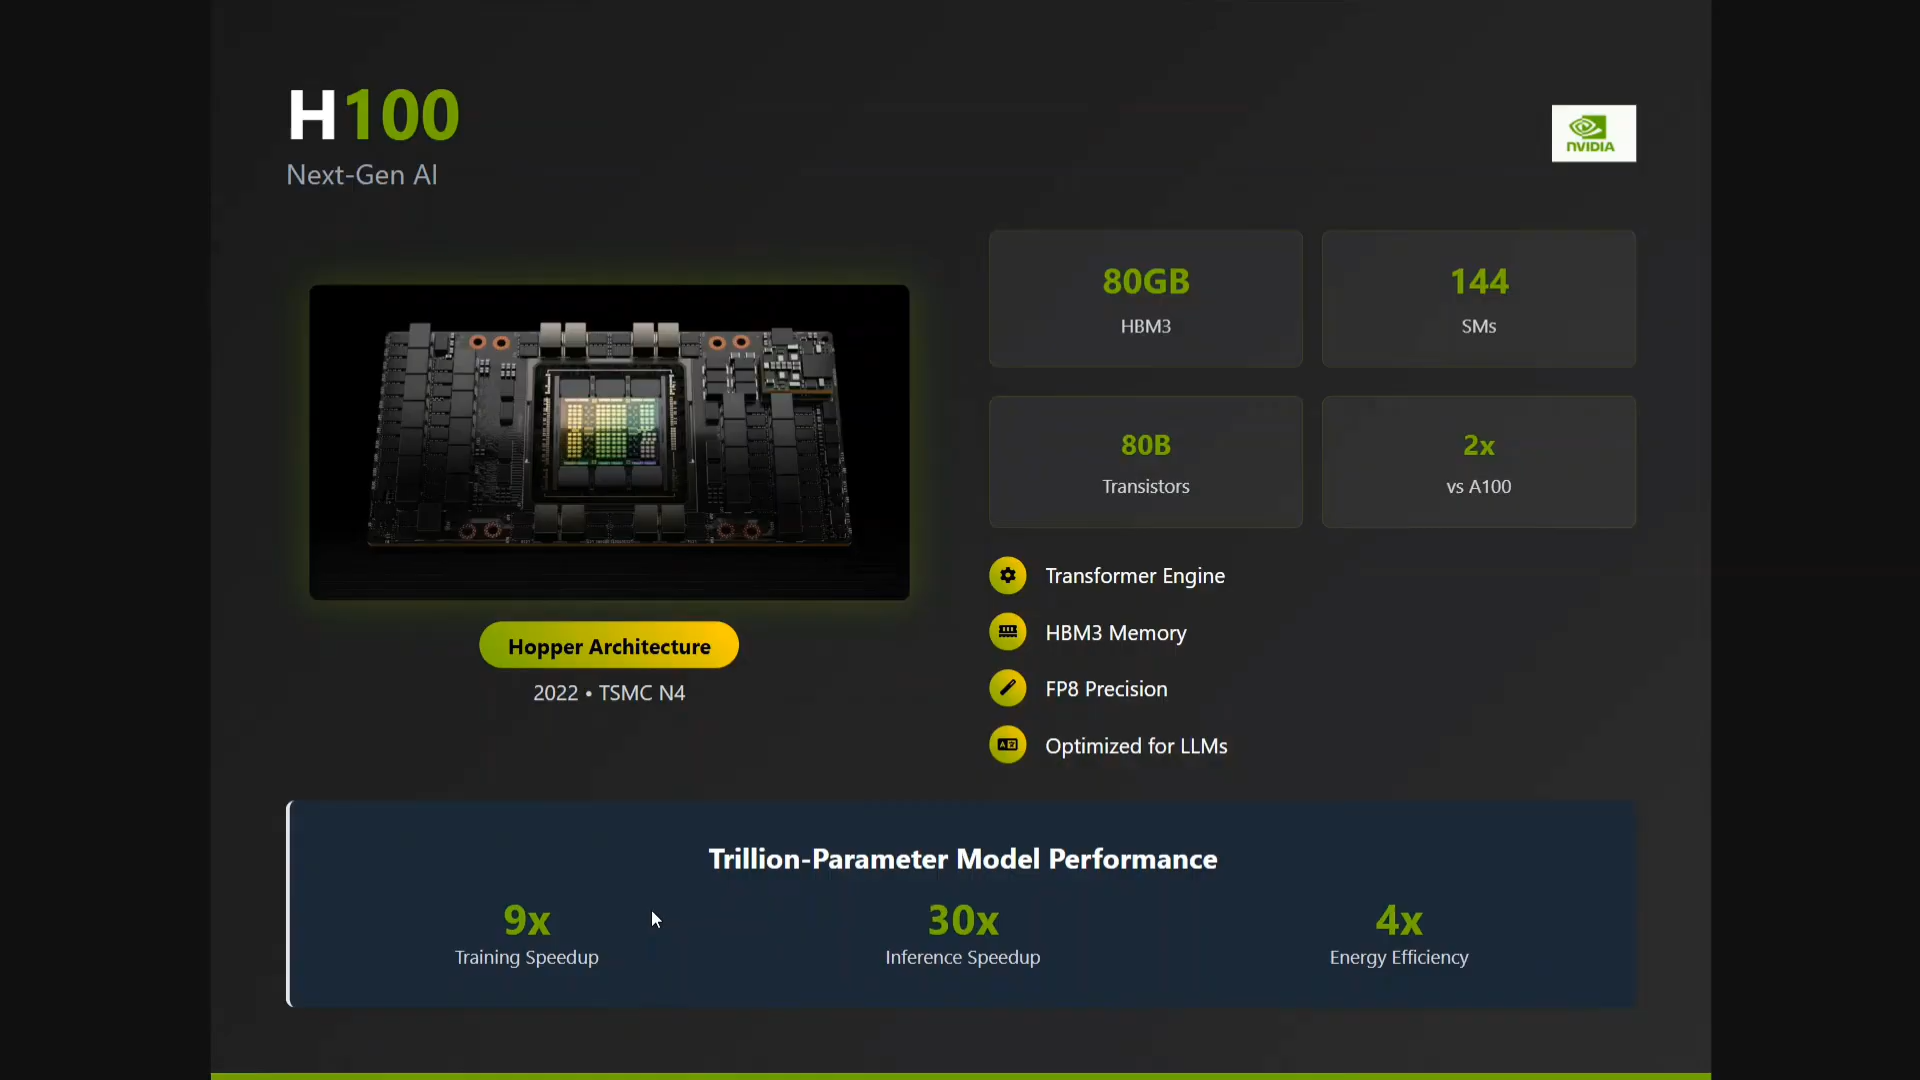 H100
Next-Gen AI
NVIDIA
80GB
HBM3
144
SMs
80B
Transistors
2x
vs A100
Hopper Architecture
2022 • TSMC N4
Transformer Engine
HBM3 Memory
FP8 Precision
Optimized for LLMs
Trillion-Parameter Model Performance
9x
Training Speedup
30x
Inference Speedup
4x
Energy Efficiency